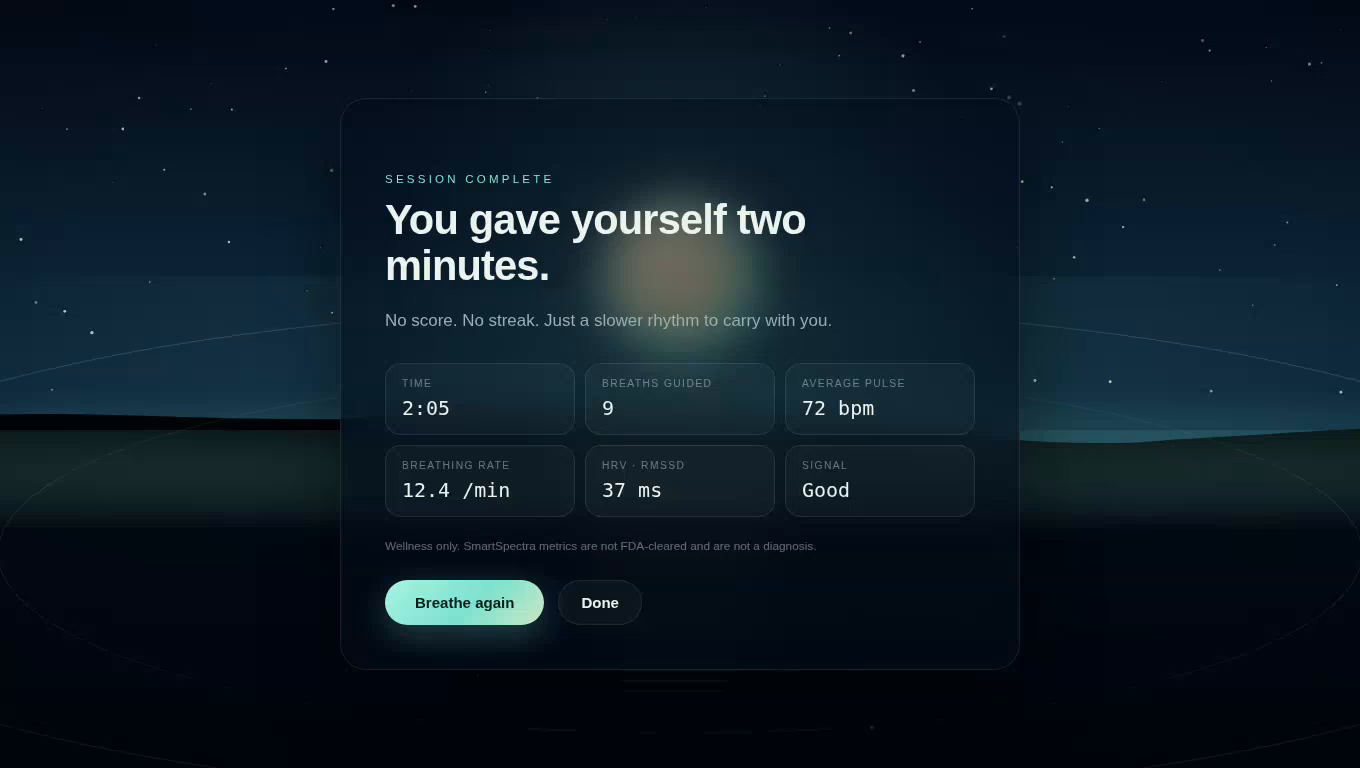 SESSION COMPLETE
You gave yourself two
minutes.
No score. No streak. Just a slower rhythm to carry with you.
TIME
2:05
BREATHS GUIDED
9
AVERAGE PULSE
72 bpm
BREATHING RATE
12.4 /min
HRV · RMSSD
37 ms
SIGNAL
Good
Wellness only. SmartSpectra metrics are not FDA-cleared and are not a diagnosis.
Breathe again
Done